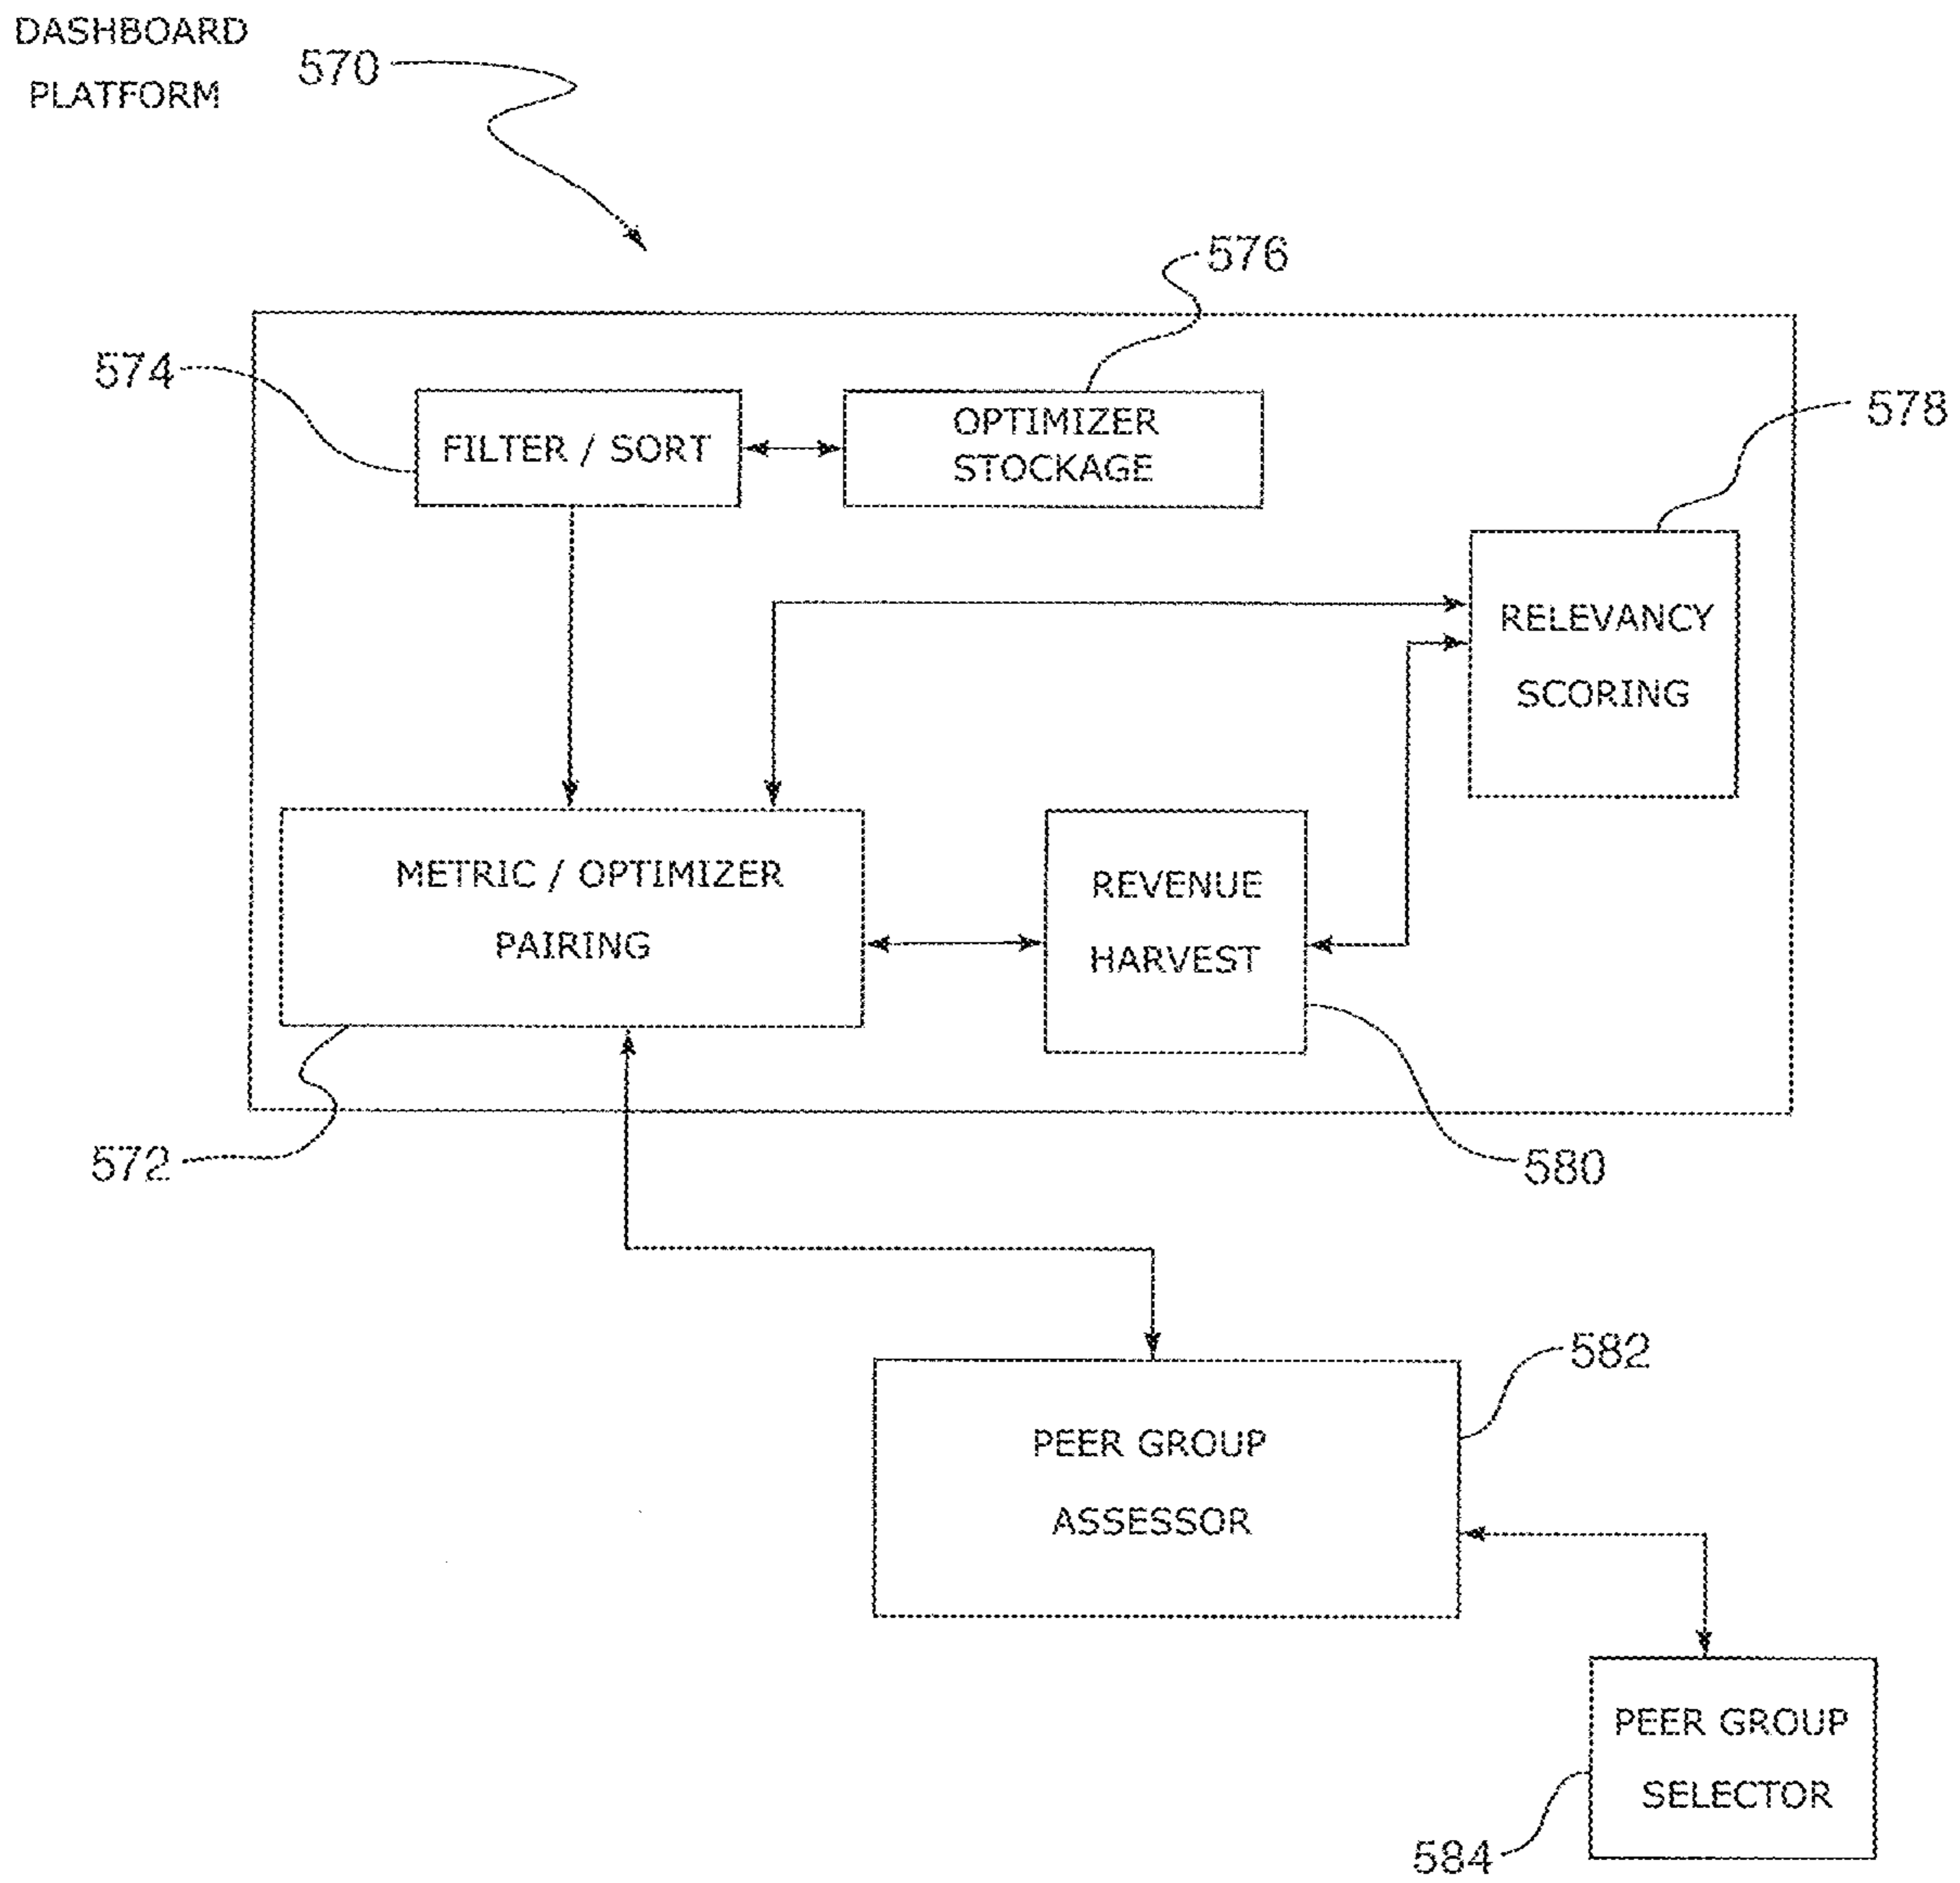 DASHBOARD
PLATFORM
570
576
574
578
FILTER / SORT
OPTIMIZER
STOCKAGE
RELEVANCY
SCORING
METRIC / OPTIMIZER
PAIRING
REVENUE
HARVEST
572
580
582
PEER GROUP
ASSESSOR
PEER GROUP
SELECTOR
584